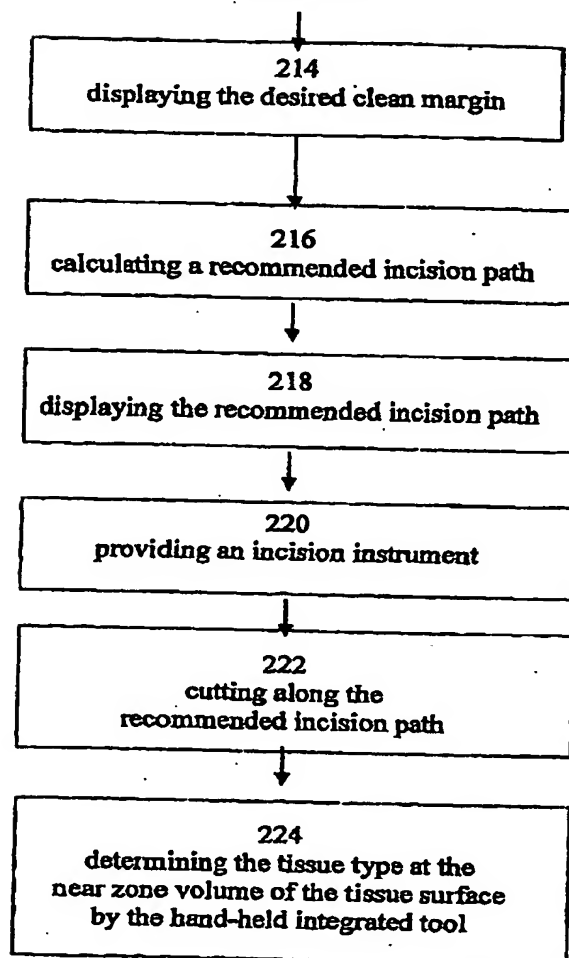 214
displaying the desired clean margin
216
calculating a recommended incision path
218
displaying the recommended incision path
220
providing an incision instrument
222
cutting along the
recommended incision path
224
determining the tissue type at the
near zone volume of the tissue surface
by the hand-held integrated tool